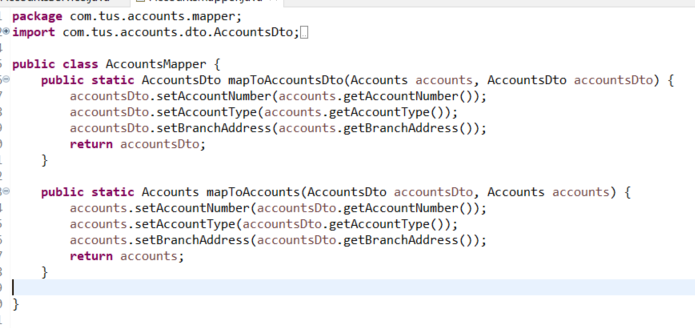 package com.tus.accounts.mapper;
import com.tus.accounts.dto.AccountsDto;
public class AccountsMapper {
    public static AccountsDto mapToAccountsDto(Accounts accounts, AccountsDto accountsDto) {
        accountsDto.setAccountNumber(accounts.getAccountNumber());
        accountsDto.setAccountType(accounts.getAccountType());
        accountsDto.setBranchAddress(accounts.getBranchAddress());
        return accountsDto;
    }
    public static Accounts mapToAccounts(AccountsDto accountsDto, Accounts accounts) {
        accounts.setAccountNumber(accountsDto.getAccountNumber());
        accounts.setAccountType(accountsDto.getAccountType());
        accounts.setBranchAddress(accountsDto.getBranchAddress());
        return accounts;
    }
}